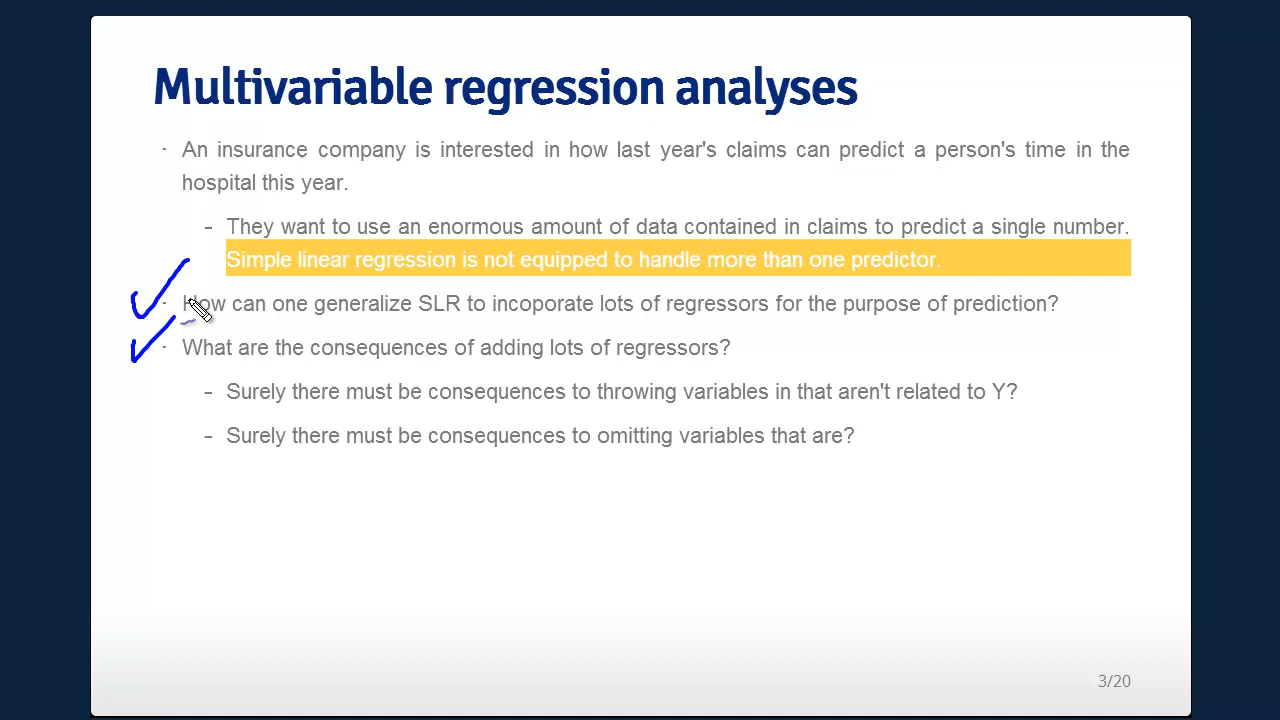 Multivariable regression analyses
· An insurance company is interested in how last year's claims can predict a person's time in the
hospital this year.
- They want to use an enormous amount of data contained in claims to predict a single number.
Simple linear regression is not equipped to handle more than one predictor.
· How can one generalize SLR to incoporate lots of regressors for the purpose of prediction?
· What are the consequences of adding lots of regressors?
- Surely there must be consequences to throwing variables in that aren't related to Y?
- Surely there must be consequences to omitting variables that are?
3/20